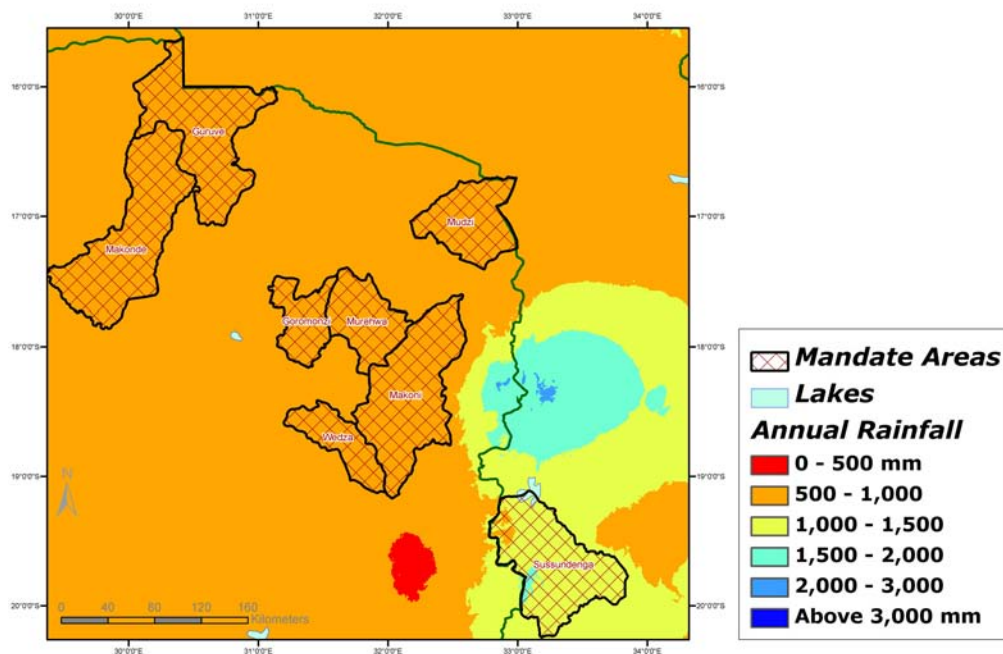 30°0'0"E 31°0'0"E 32°0'0"E 33°0'0"E 34°0'0"E
16°0'0"S 16°0'0"S
Guruve
17°0'0"S 17°0'0"S
Mudzi
Makonde
Goromonzi Murehwa
18°0'0"S 18°0'0"S
Makoni
Wedza
19°0'0"S 19°0'0"S
N
Sussundenga
20°0'0"S 20°0'0"S
0 40 80 120 160
Kilometers
30°0'0"E 31°0'0"E 32°0'0"E 33°0'0"E 34°0'0"E
Mandate Areas
Lakes
Annual Rainfall
0 - 500 mm
500 - 1,000
1,000 - 1,500
1,500 - 2,000
2,000 - 3,000
Above 3,000 mm